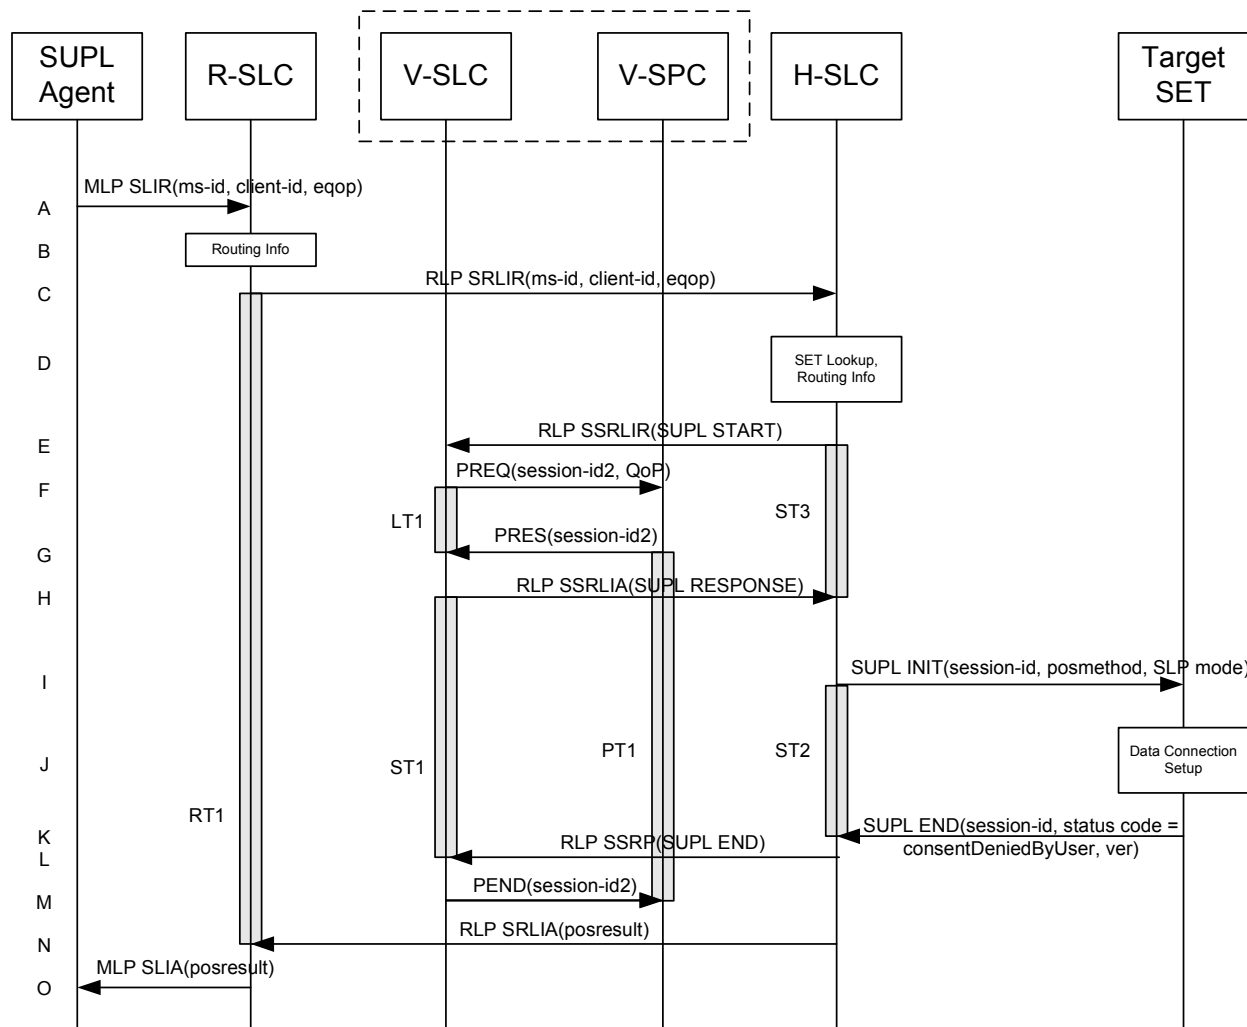 SUPL
Agent
R-SLC
V-SLC
V-SPC
H-SLC
Target
SET
MLP SLIR(ms-id, client-id, eqop)
A
B
Routing Info
RLP SRLIR(ms-id, client-id, eqop)
C
D
SET Lookup,
Routing Info
RLP SSRLIR(SUPL START)
E
PREQ(session-id2, QoP)
F
LT1
ST3
PRES(session-id2)
G
RLP SSRLIA(SUPL RESPONSE)
H
SUPL INIT(session-id, posmethod, SLP mode)
I
J
ST1
PT1
ST2
Data Connection
Setup
RT1
K
SUPL END(session-id, status code =
consentDeniedByUser, ver)
L
RLP SSRP(SUPL END)
PEND(session-id2)
M
RLP SRLIA(posresult)
N
MLP SLIA(posresult)
O